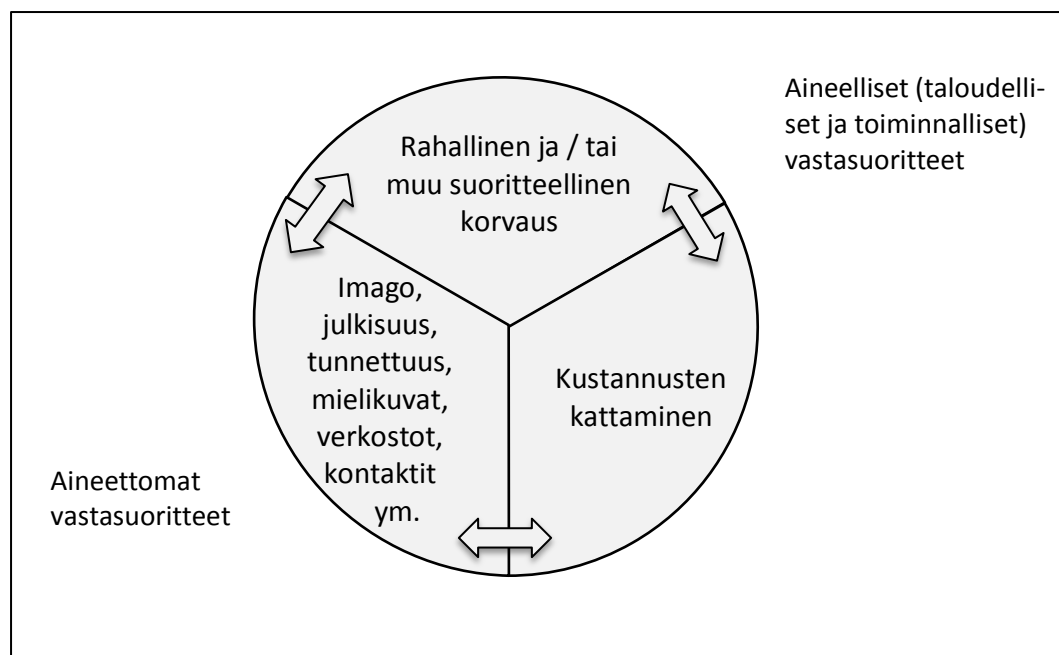 Aineelliset (taloudelli-
set ja toiminnalliset)
vastasuoritteet
Rahallinen ja / tai
muu suoritteellinen
korvaus
Imago,
julkisuus,
tunnettuus,
mielikuvat,
verkostot,
kontaktit
ym.
Kustannusten
kattaminen
Aineettomat
vastasuoritteet